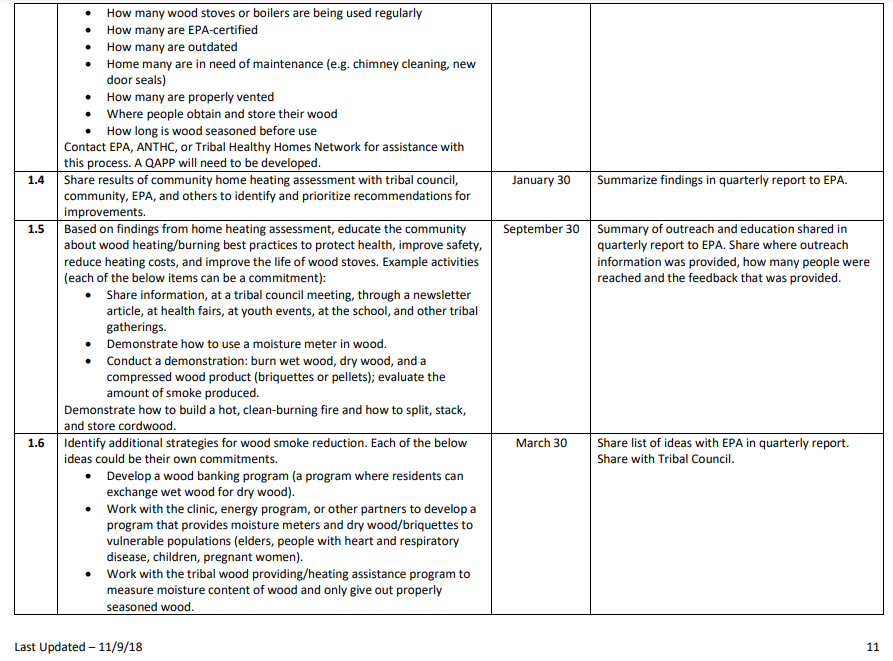 • How many wood stoves or boilers are being used regularly
• How many are EPA-certified
• How many are outdated
• Home many are in need of maintenance (e.g. chimney cleaning, new
door seals)
• How many are properly vented
• Where people obtain and store their wood
• How long is wood seasoned before use
Contact EPA, ANTHC, or Tribal Healthy Homes Network for assistance with
this process. A QAPP will need to be developed.
1.4
Share results of community home heating assessment with tribal council,
community, EPA, and others to identify and prioritize recommendations for
improvements.
January 30
Summarize findings in quarterly report to EPA.
1.5
Based on findings from home heating assessment, educate the community
about wood heating/burning best practices to protect health, improve safety,
reduce heating costs, and improve the life of wood stoves. Example activities
(each of the below items can be a commitment):
• Share information, at a tribal council meeting, through a newsletter
article, at health fairs, at youth events, at the school, and other tribal
gatherings.
• Demonstrate how to use a moisture meter in wood.
• Conduct a demonstration: burn wet wood, dry wood, and a
compressed wood product (briquettes or pellets); evaluate the
amount of smoke produced.
Demonstrate how to build a hot, clean-burning fire and how to split, stack,
and store cordwood.
September 30
Summary of outreach and education shared in
quarterly report to EPA. Share where outreach
information was provided, how many people were
reached and the feedback that was provided.
1.6
Identify additional strategies for wood smoke reduction. Each of the below
ideas could be their own commitments.
• Develop a wood banking program (a program where residents can
exchange wet wood for dry wood).
• Work with the clinic, energy program, or other partners to develop a
program that provides moisture meters and dry wood/briquettes to
vulnerable populations (elders, people with heart and respiratory
disease, children, pregnant women).
• Work with the tribal wood providing/heating assistance program to
measure moisture content of wood and only give out properly
seasoned wood.
March 30
Share list of ideas with EPA in quarterly report.
Share with Tribal Council.
Last Updated – 11/9/18
11